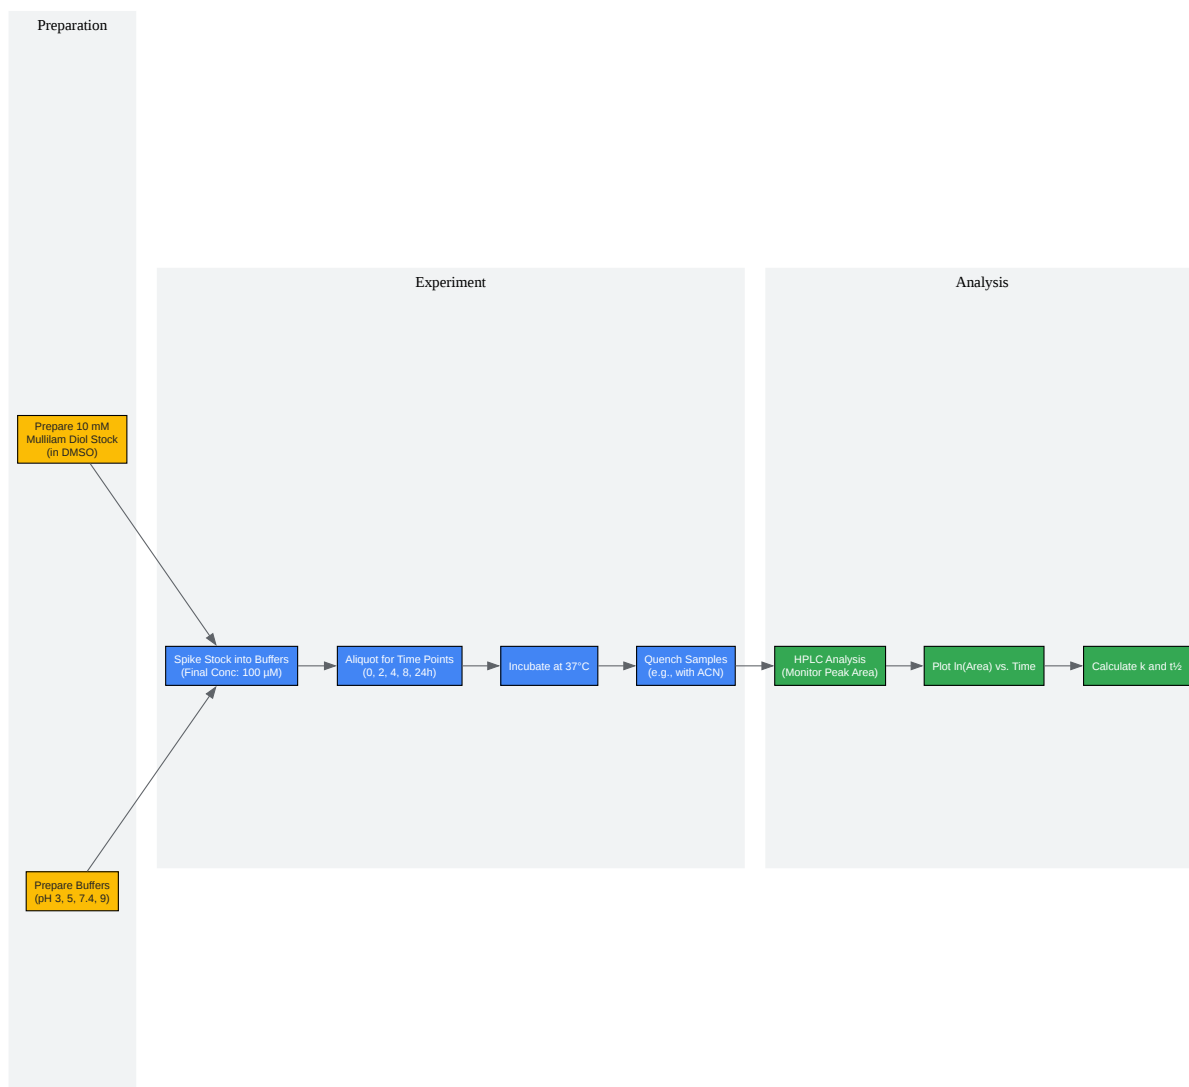 Preparation
Experiment
Analysis
Prepare 10 mM
Mullilam Diol Stock
(in DMSO)
Spike Stock into Buffers
(Final Conc: 100 µM)
Aliquot for Time Points
(0, 2, 4, 8, 24h)
Incubate at 37°C
Quench Samples
(e.g., with ACN)
HPLC Analysis
(Monitor Peak Area)
Plot ln(Area) vs. Time
Calculate k and t½
Prepare Buffers
(pH 3, 5, 7.4, 9)